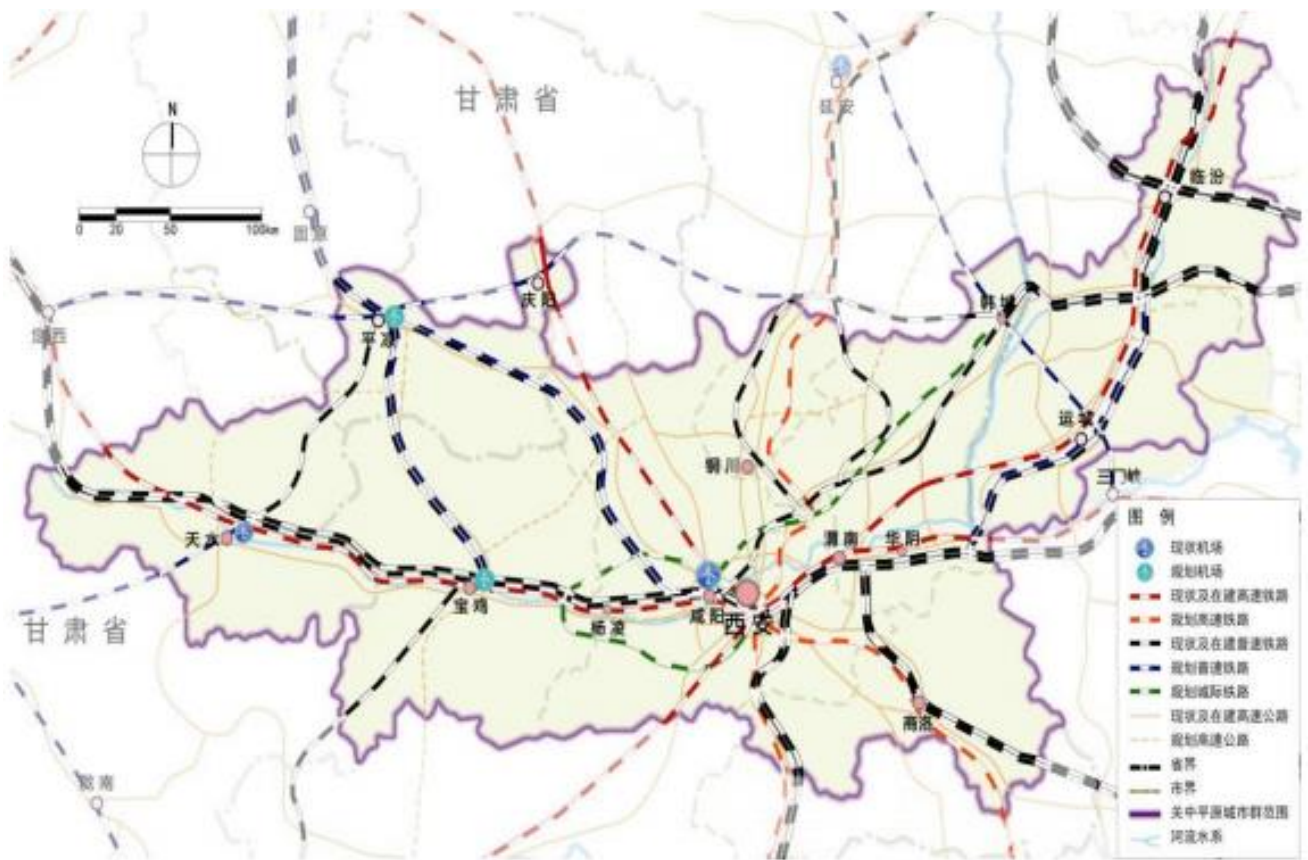 甘肃省
延安
N
临汾
0 20 50 100km
固原
庆阳
韩城
定西
平凉
运城
铜川
三门峡
天水
渭南
华阴
宝鸡
杨凌
咸阳
西安
甘肃省
商洛
陇南
图 例
现状机场
规划机场
现状及在建高速铁路
规划高速铁路
现状及在建普速铁路
规划普速铁路
规划城际铁路
现状及在建高速公路
规划高速公路
省界
市界
关中平原城市群范围
河流水系